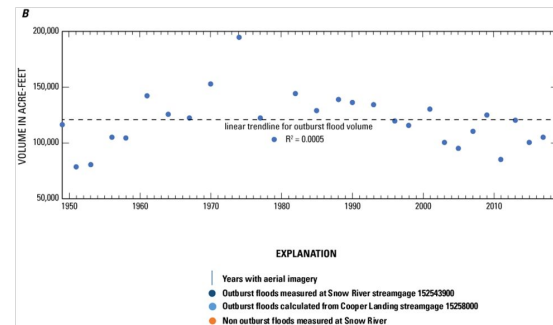 B
200,000
150,000
100,000
50,000
VOLUME IN ACRE-FEET
linear trendline for outburst flood volume
R² = 0.0005
1950 1960 1970 1980 1990 2000 2010
EXPLANATION
Years with aerial imagery
Outburst floods measured at Snow River streamgage 152543900
Outburst floods calculated from Cooper Landing streamgage 15258000
Non outburst floods measured at Snow River